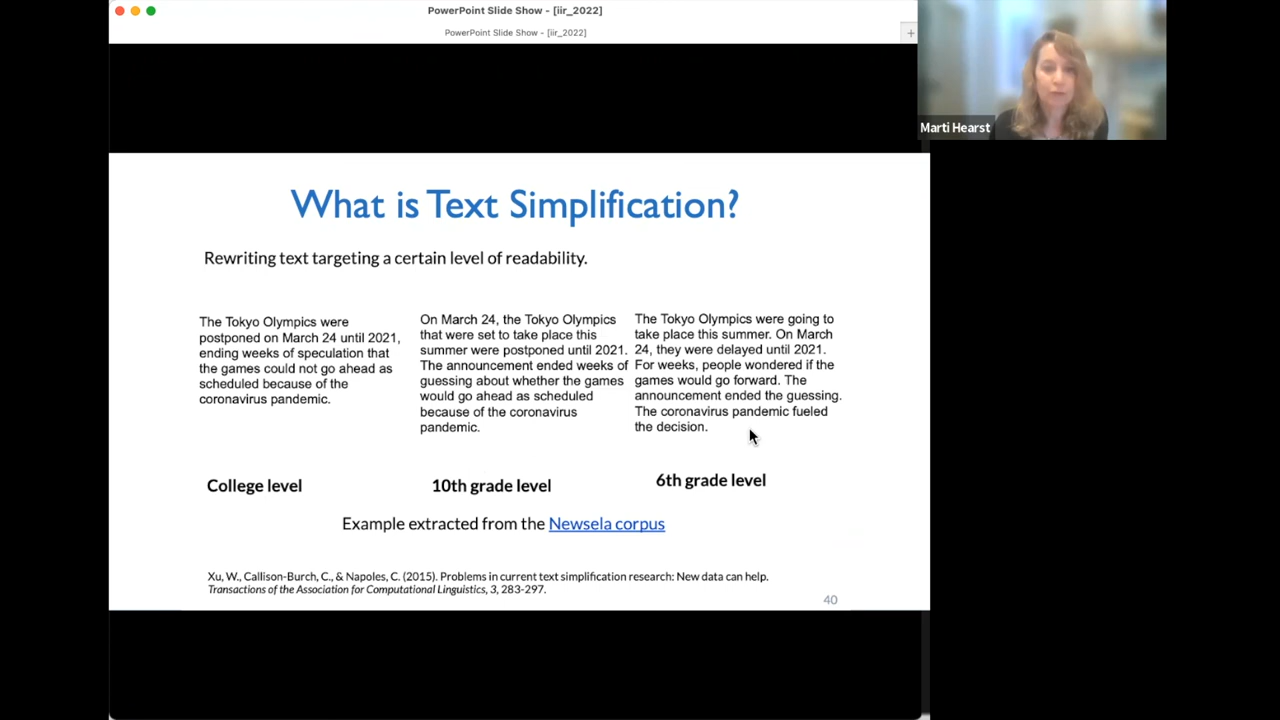 PowerPoint Slide Show - [iir_2022]
PowerPoint Slide Show - [iir_2022]
+
Marti Hearst
What is Text Simplification?
Rewriting text targeting a certain level of readability.
The Tokyo Olympics were
postponed on March 24 until 2021,
ending weeks of speculation that
the games could not go ahead as
scheduled because of the
coronavirus pandemic.
College level
On March 24, the Tokyo Olympics
that were set to take place this
summer were postponed until 2021.
The announcement ended weeks of
guessing about whether the games
would go ahead as scheduled
because of the coronavirus
pandemic.
10th grade level
The Tokyo Olympics were going to
take place this summer. On March
24, they were delayed until 2021.
For weeks, people wondered if the
games would go forward. The
announcement ended the guessing.
The coronavirus pandemic fueled
the decision.
6th grade level
Example extracted from the Newsela corpus
Xu, W., Callison-Burch, C., & Napoles, C. (2015). Problems in current text simplification research: New data can help.
Transactions of the Association for Computational Linguistics, 3, 283-297.
40